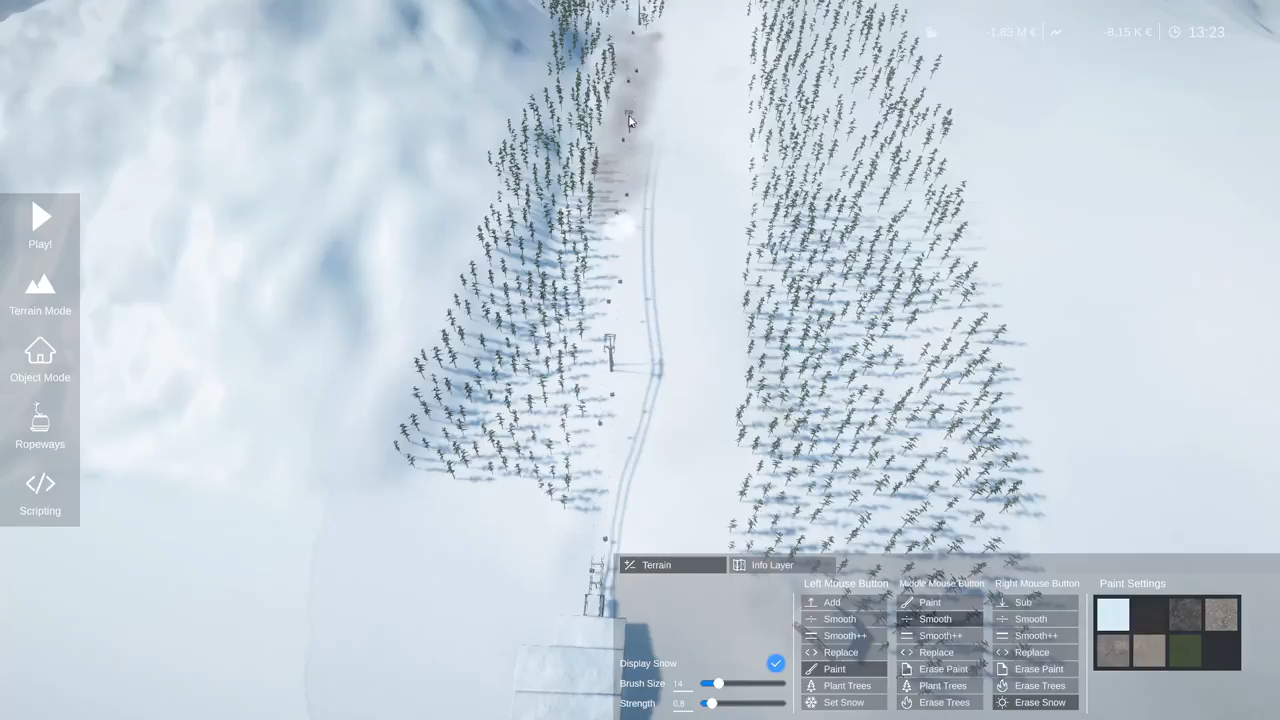 -1,83 M €
-8,15 K €
13:23
Play!
Terrain Mode
Object Mode
Ropeways
Scripting
Terrain
Info Layer
Display Snow
Brush Size 14
Strength 0,8
Left Mouse Button
Add
Smooth
Smooth++
Replace
Paint
Plant Trees
Set Snow
Middle Mouse Button
Paint
Smooth
Smooth++
Replace
Erase Paint
Plant Trees
Erase Trees
Right Mouse Button
Sub
Smooth
Smooth++
Replace
Erase Paint
Erase Trees
Erase Snow
Paint Settings